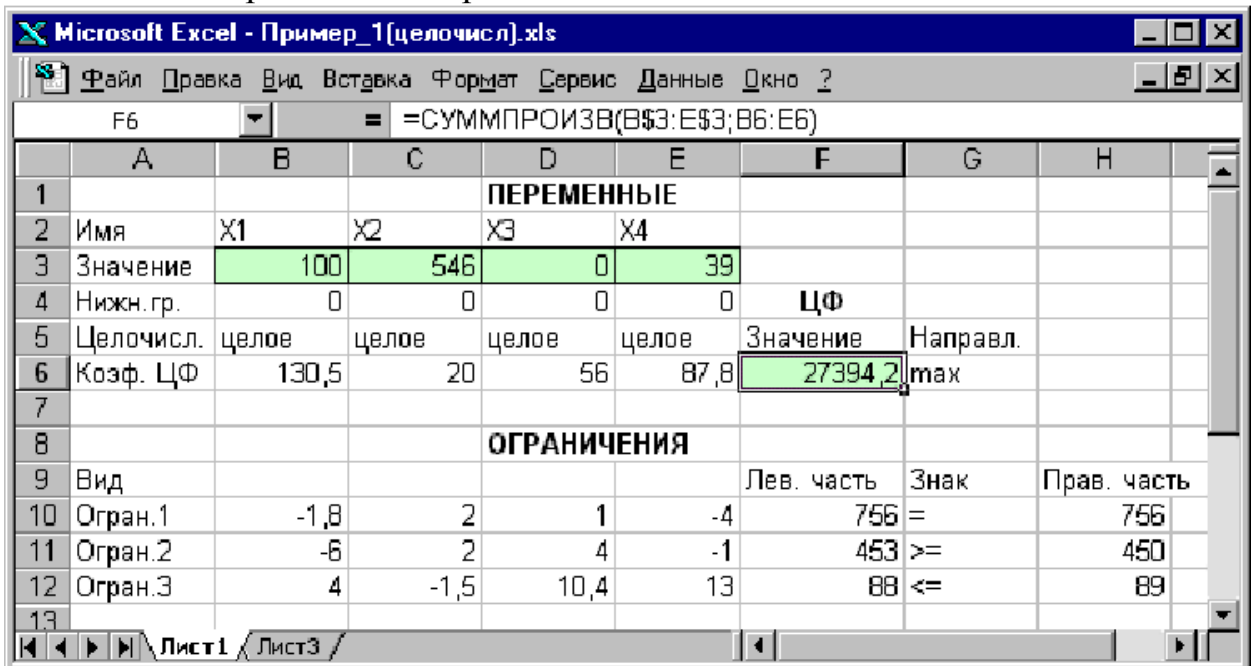 Microsoft Excel - Пример_1(целочисл).xls
Файл Правка Вид Вставка Формат Сервис Данные Окно ?
F6 = =СУММПРОИЗВ(B$3:E$3;B6:E6)
A B C D E F G H
1 ПЕРЕМЕННЫЕ
2 Имя X1 X2 X3 X4
3 Значение 100 546 0 39
4 Нижн.гр. 0 0 0 0 ЦФ
5 Целочисл. целое целое целое целое Значение Направл.
6 Коэф. ЦФ 130,5 20 56 87,8 27394,2 max
7
8 ОГРАНИЧЕНИЯ
9 Вид Лев. часть Знак Прав. часть
10 Огран.1 -1,8 2 1 -4 756 = 756
11 Огран.2 -6 2 4 -1 453 >= 450
12 Огран.3 4 -1,5 10,4 13 88 <= 89
13
Лист1 Лист3